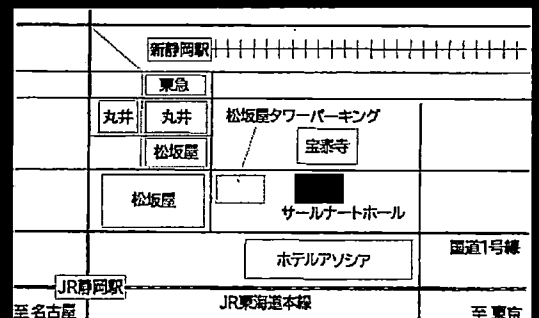 新静岡駅
東急
丸井
丸井
松坂屋タワーパーキング
松坂屋
宝泰寺
松坂屋
サールナートホール
国道1号線
ホテルアソシア
JR静岡駅
JR東海道本線
至名古屋
至東京